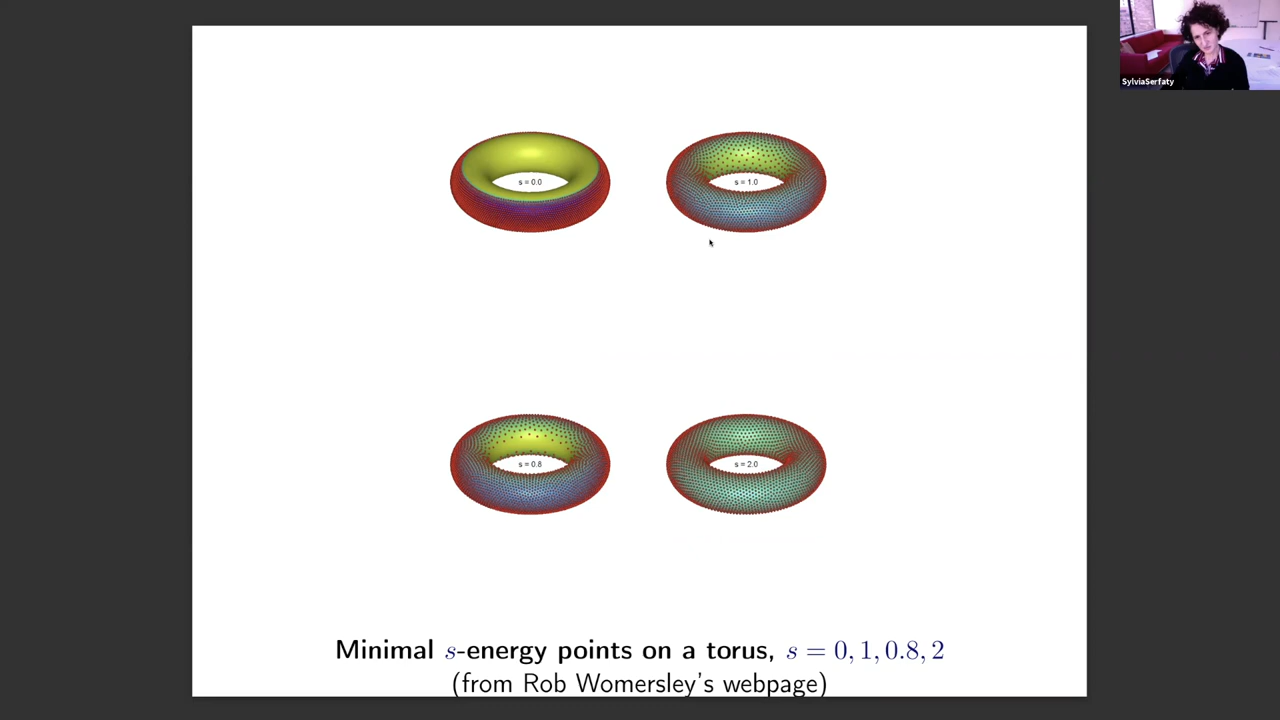 SylviaSerfaty
s = 0.0
s = 1.0
s = 0.8
s = 2.0
Minimal s-energy points on a torus, s = 0, 1, 0.8, 2
(from Rob Womersley's webpage)